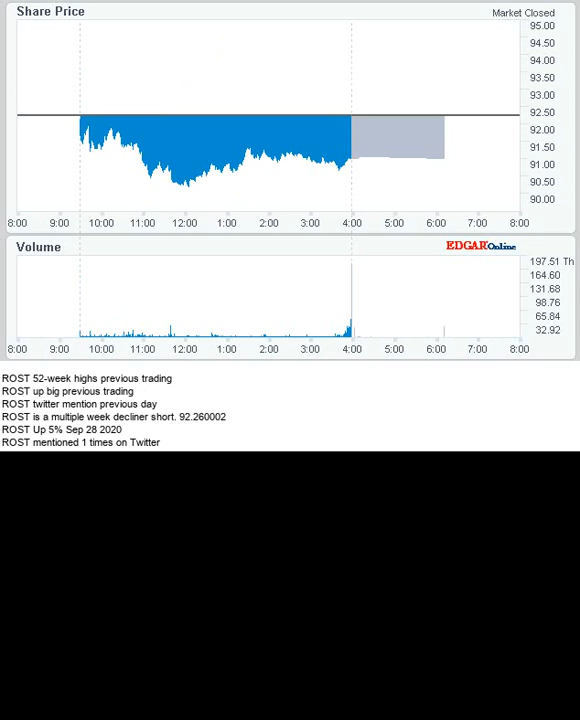 Share Price
Market Closed
95.00
94.50
94.00
93.50
93.00
92.50
92.00
91.50
91.00
90.50
90.00
8:00 9:00 10:00 11:00 12:00 1:00 2:00 3:00 4:00 6:00 7:00 8:00
Volume
EDGAROnline
197.51 Th
164.60
131.68
98.76
65.84
32.92
8:00 9:00 10:00 11:00 12:00 1:00 2:00 3:00 4:00 6:00 7:00 8:00
ROST 52-week highs previous trading
ROST up big previous trading
ROST twitter mention previous day
ROST is a multiple week decliner short. 92.260002
ROST Up 5% Sep 28 2020
ROST mentioned 1 times on Twitter